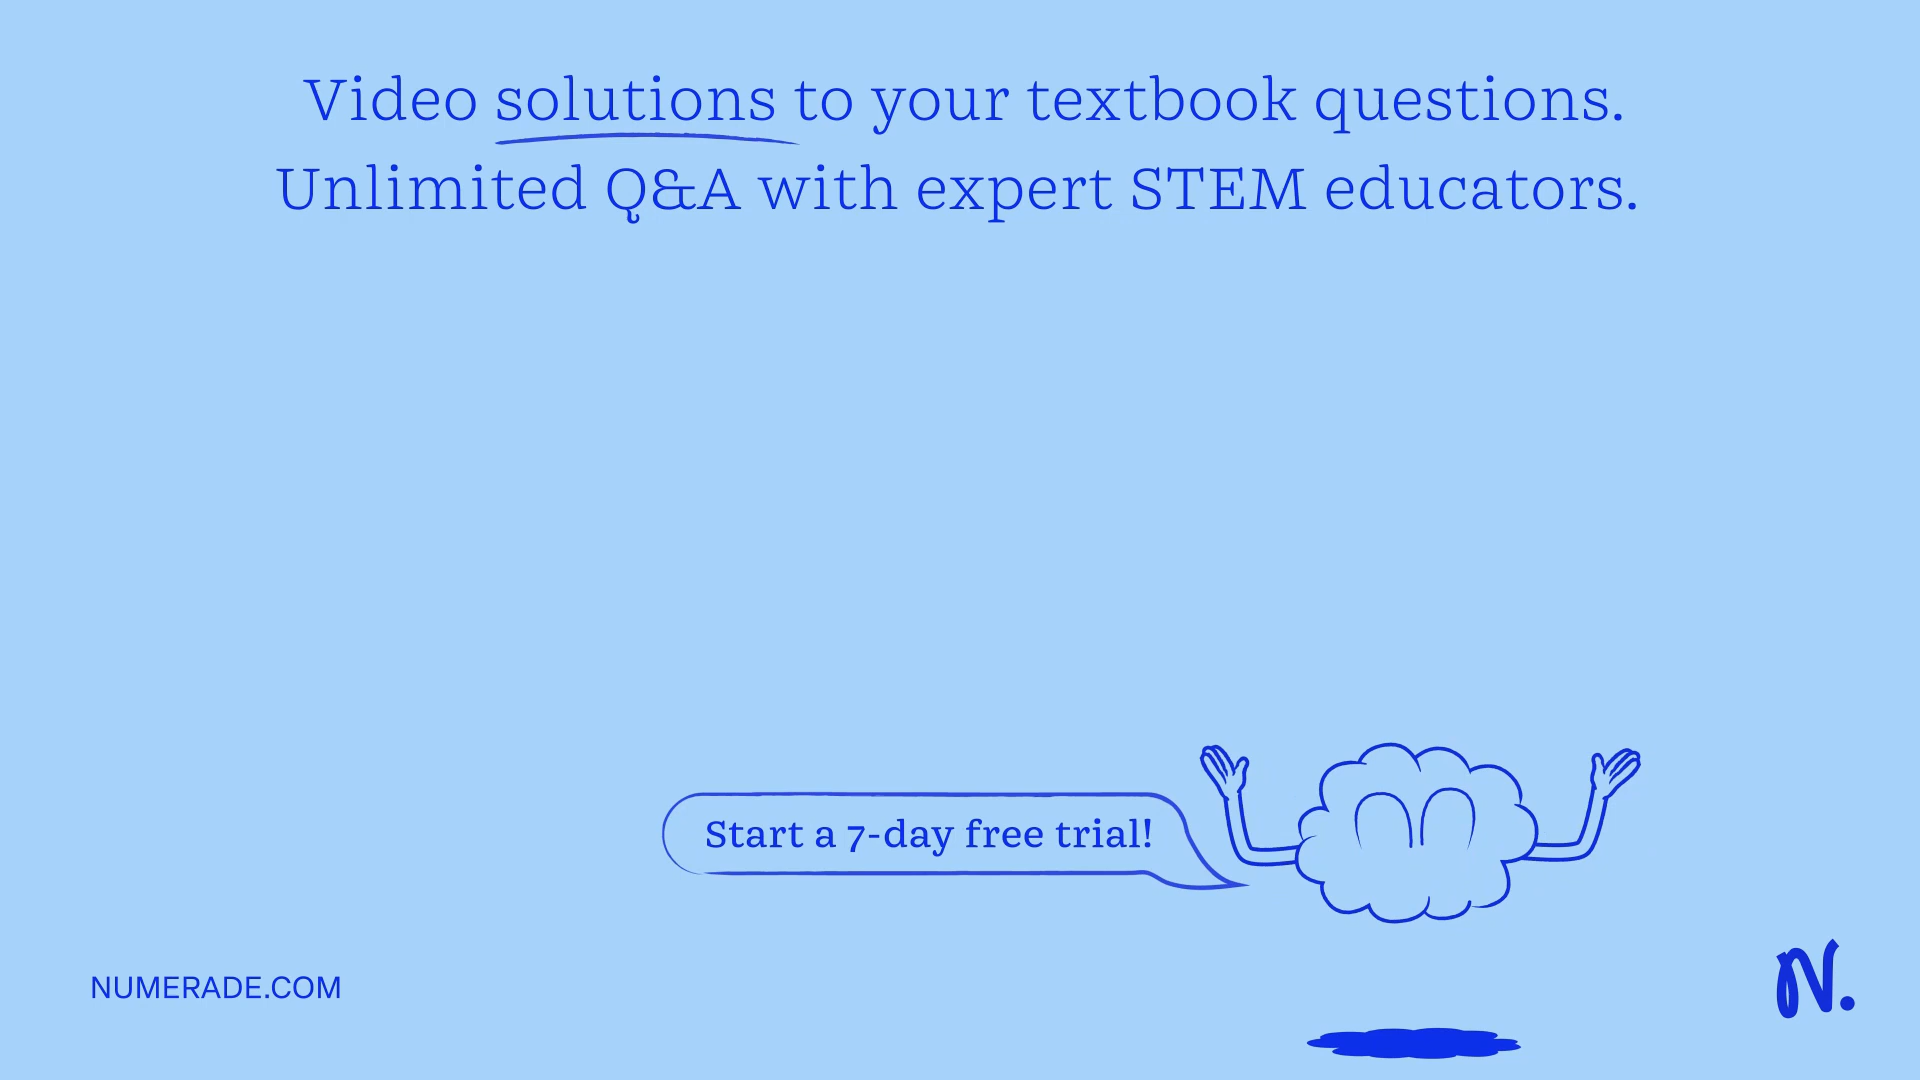 Video solutions to your textbook questions.
Unlimited Q&A with expert STEM educators.
Start a 7-day free trial!
NUMERADE.COM
N.